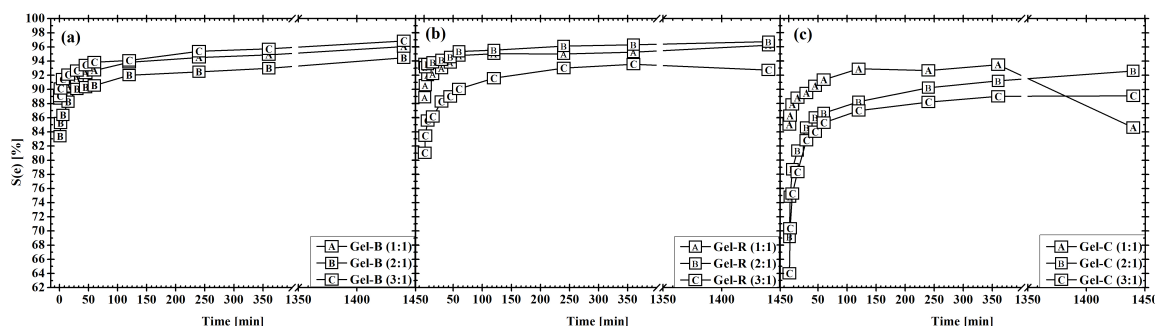 (a)
(b)
(c)
S(e) [%]
98
96
94
92
90
88
86
84
82
80
78
76
74
72
70
68
66
64
62
A Gel-B (1:1)
B Gel-B (2:1)
C Gel-B (3:1)
A Gel-R (1:1)
B Gel-R (2:1)
C Gel-R (3:1)
A Gel-C (1:1)
B Gel-C (2:1)
C Gel-C (3:1)
0 50 100 150 200 250 300 350 1400 1450
50 100 150 200 250 300 350 1400 1450
50 100 150 200 250 300 350 1400 1450
Time [min]
Time [min]
Time [min]